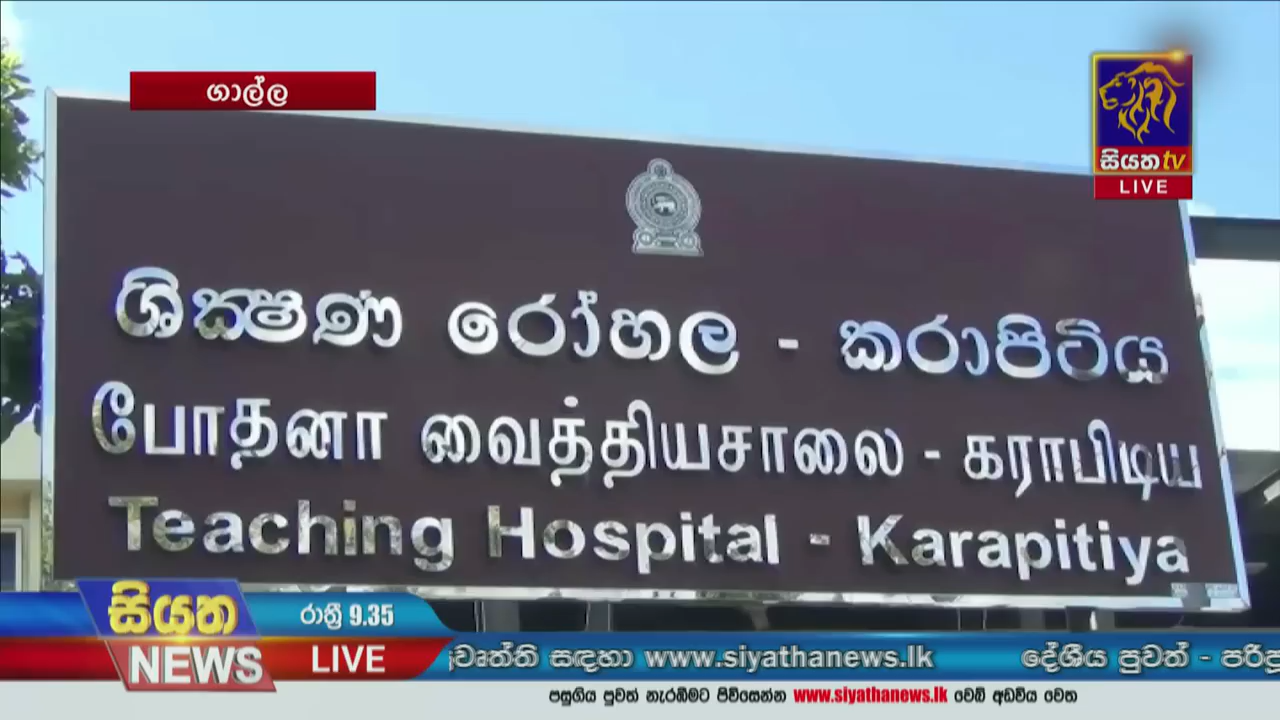 ගාල්ල
සියත tv
LIVE
ශික්ෂණ රෝහල - කරාපිටිය
போதனா வைத்தியசாலை - கராபிடிய
Teaching Hospital - Karapitiya
සියත
NEWS
රාත්‍රී 9.35
LIVE
සඳහා www.siyathanews.lk දේශීය පුවත් -
පසුගිය පුවත් නැරඹීමට පිවිසෙන්න www.siyathanews.lk වෙබ් අඩවිය වෙත